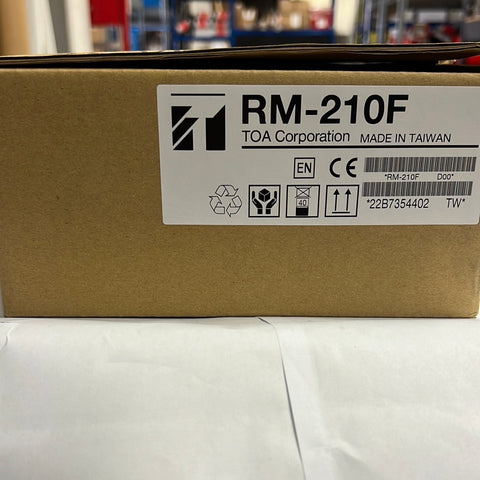 RM-210F
TOA Corporation MADE IN TAIWAN
EN CE
*RM-210F D00*
40
*22B7354402 TW*